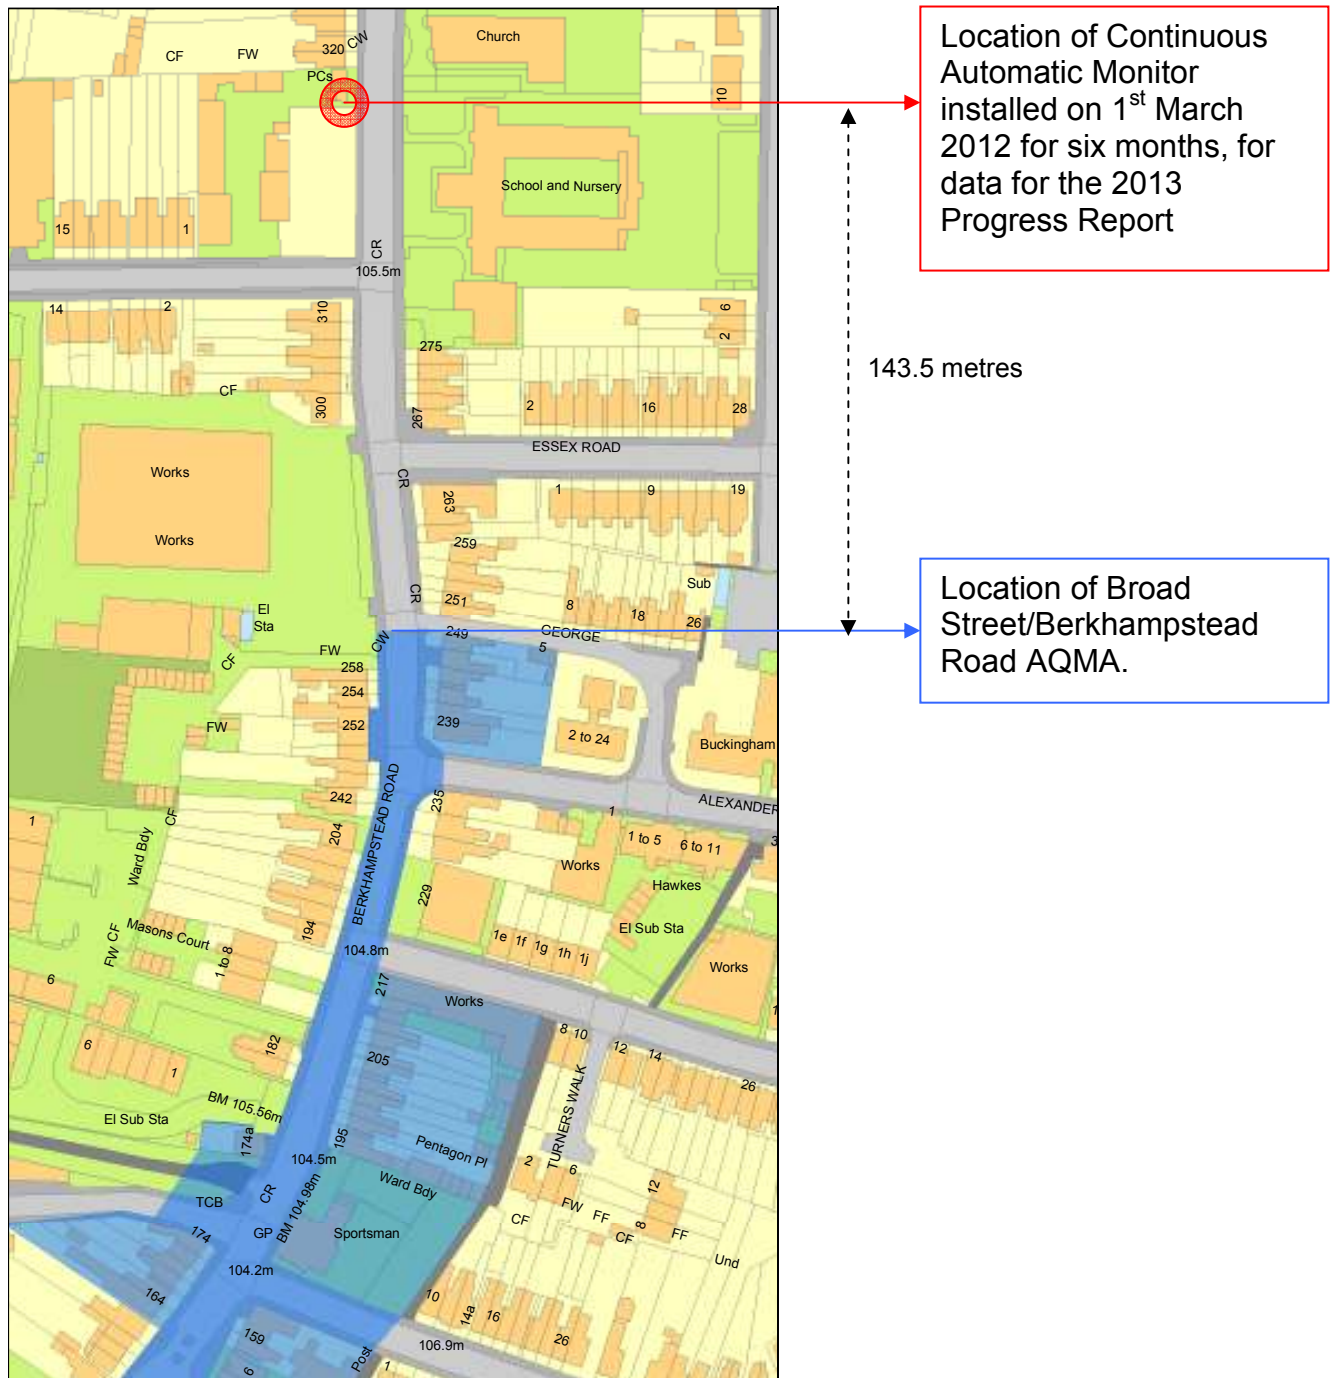 Location of Continuous
Automatic Monitor
installed on 1st March
2012 for six months, for
data for the 2013
Progress Report
143.5 metres
Location of Broad
Street/Berkhampstead
Road AQMA.
Church
320
CW
CF
FW
PCs
10
School and Nursery
15
1
CR
105.5m
14
2
310
6
2
275
CF
300
267
2
16
28
ESSEX ROAD
Works
CR
263
1
9
19
Works
259
Sub
El
Sta
CR
251
8
18
26
249
GEORGE
5
CW
FW
CF
258
254
252
FW
239
2 to 24
Buckingham
BERKHAMPSTEAD ROAD
242
235
ALEXANDER
1
CF
204
1
1 to 5
6 to 11
3
Ward Bdy
Works
Hawkes
229
El Sub Sta
194
Masons Court
1 to 8
FW
CF
1e
1f
1g
1h
1j
104.8m
Works
6
217
Works
1
8
10
12
14
26
182
205
6
1
TURNERS WALK
BM 105.56m
El Sub Sta
174a
195
Pentagon Pl
104.5m
2
6
Ward Bdy
12
TCB
CR
BM 104.98m
FW
FF
CF
8
CF
FF
174
GP
Sportsman
Und
104.2m
164
10
14a
16
26
159
106.9m
6
Post
1